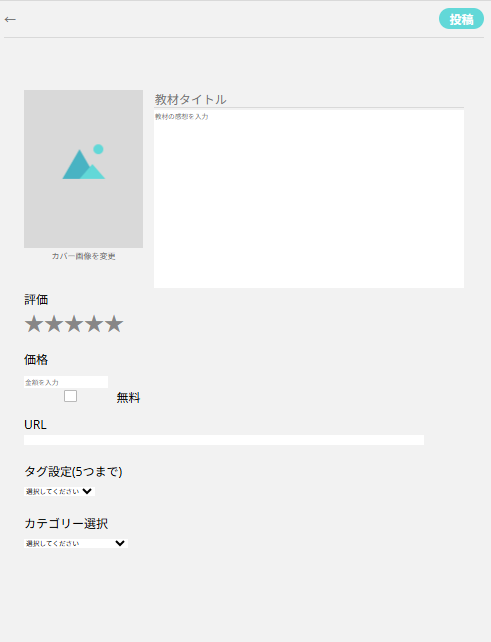 ←
投稿
教材タイトル
教材の感想を入力
カバー画像を変更
評価
★★★★★
価格
金額を入力
無料
URL
タグ設定(5つまで)
選択してください
カテゴリー選択
選択してください